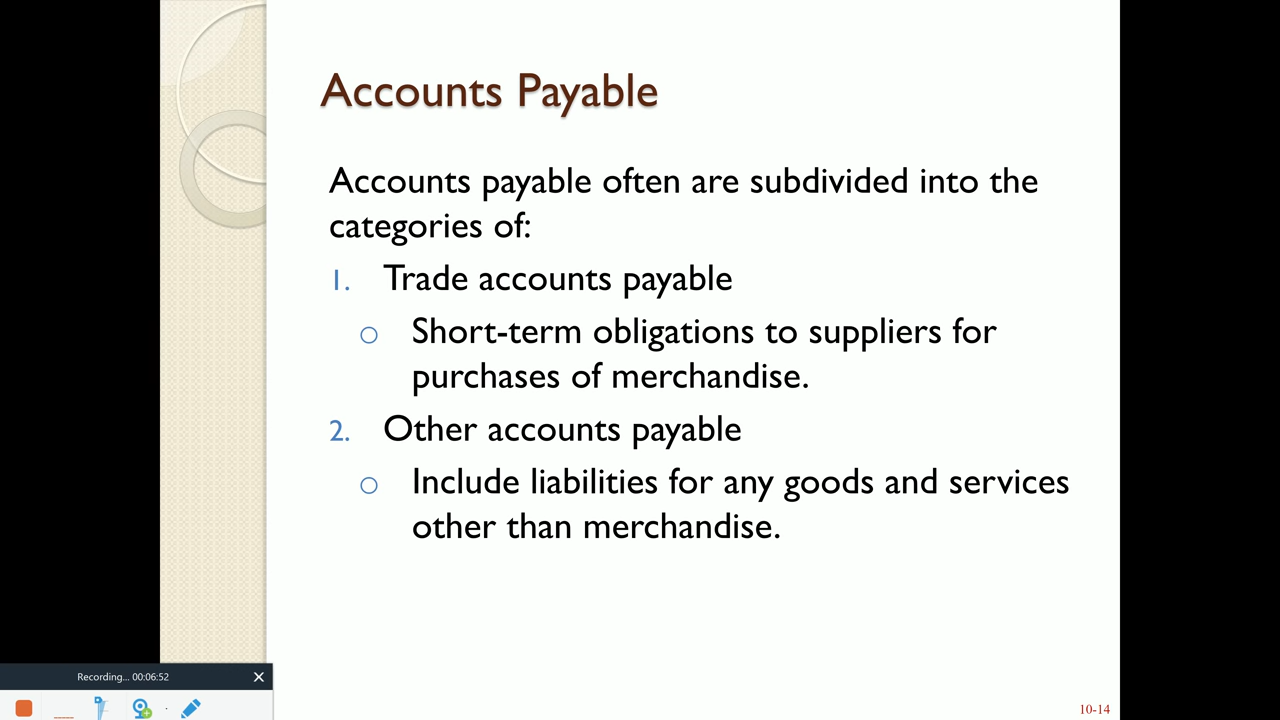 Accounts Payable
Accounts payable often are subdivided into the
categories of:
1. Trade accounts payable
o Short-term obligations to suppliers for
purchases of merchandise.
2. Other accounts payable
o Include liabilities for any goods and services
other than merchandise.
Recording... 00:06:52
10-14